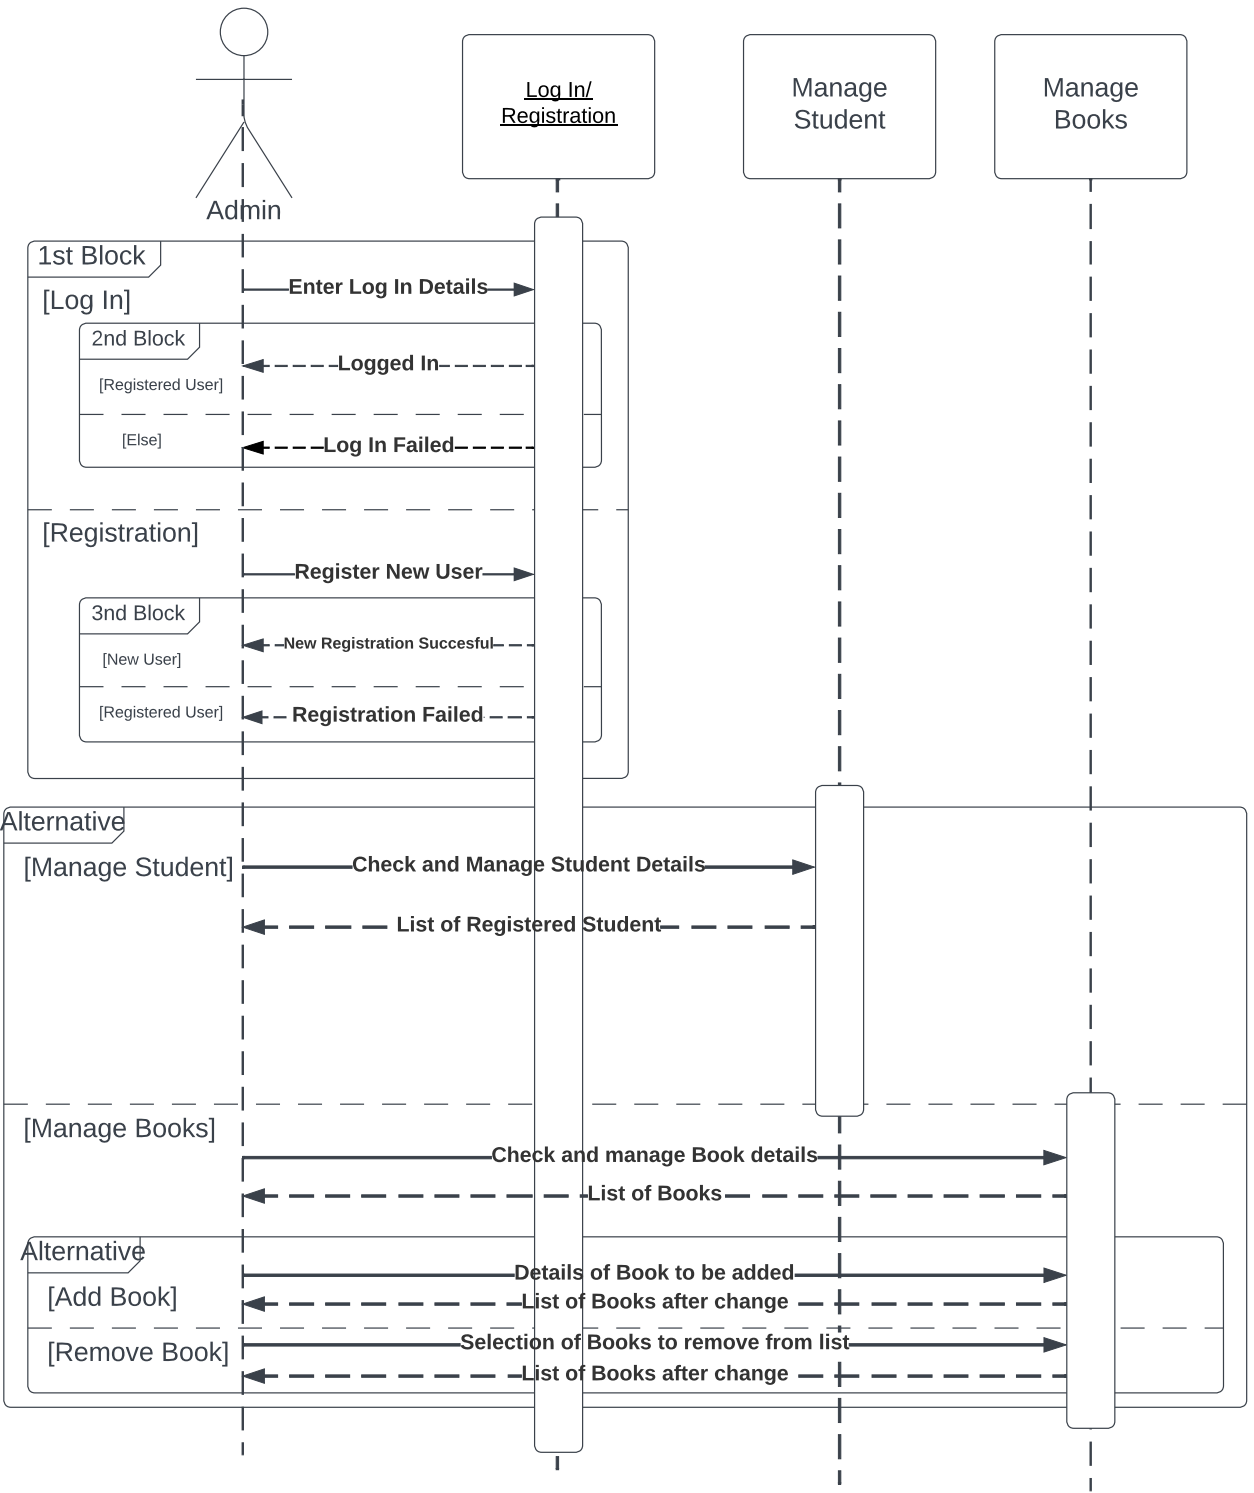 Log In/
Registration
Manage
Student
Manage
Books
Admin
1st Block
[Log In]
Enter Log In Details
2nd Block
Logged In
[Registered User]
[Else]
Log In Failed
[Registration]
Register New User
3nd Block
New Registration Succesful
[New User]
[Registered User]
Registration Failed
Alternative
[Manage Student]
Check and Manage Student Details
List of Registered Student
[Manage Books]
Check and manage Book details
List of Books
Alternative
[Add Book]
Details of Book to be added
List of Books after change
[Remove Book]
Selection of Books to remove from list
List of Books after change